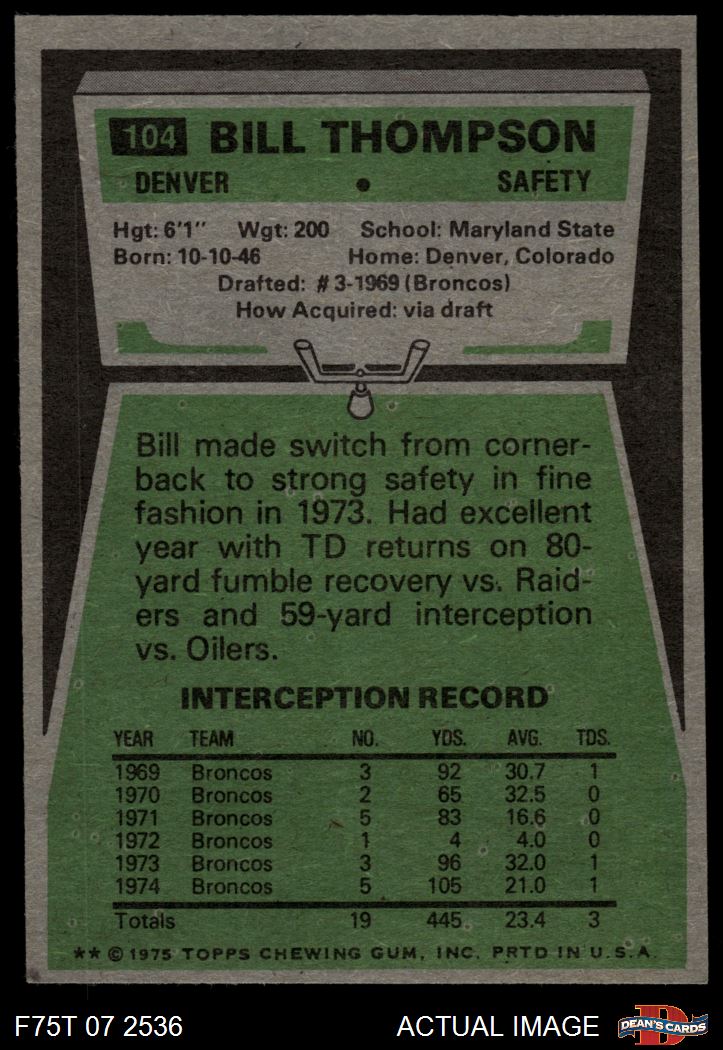 104 BILL THOMPSON
DENVER • SAFETY
Hgt: 6'1" Wgt: 200 School: Maryland State
Born: 10-10-46 Home: Denver, Colorado
Drafted: # 3-1969 (Broncos)
How Acquired: via draft
Bill made switch from corner-
back to strong safety in fine
fashion in 1973. Had excellent
year with TD returns on 80-
yard fumble recovery vs. Raid-
ers and 59-yard interception
vs. Oilers.
INTERCEPTION RECORD
YEAR TEAM NO. YDS. AVG. TDS.
1969 Broncos 3 92 30.7 1
1970 Broncos 2 65 32.5 0
1971 Broncos 5 83 16.6 0
1972 Broncos 1 4 4.0 0
1973 Broncos 3 96 32.0 1
1974 Broncos 5 105 21.0 1
Totals 19 445 23.4 3
** © 1975 TOPPS CHEWING GUM, INC. PRTD IN U.S.A.
F75T 07 2536 ACTUAL IMAGE D DEAN'S CARDS